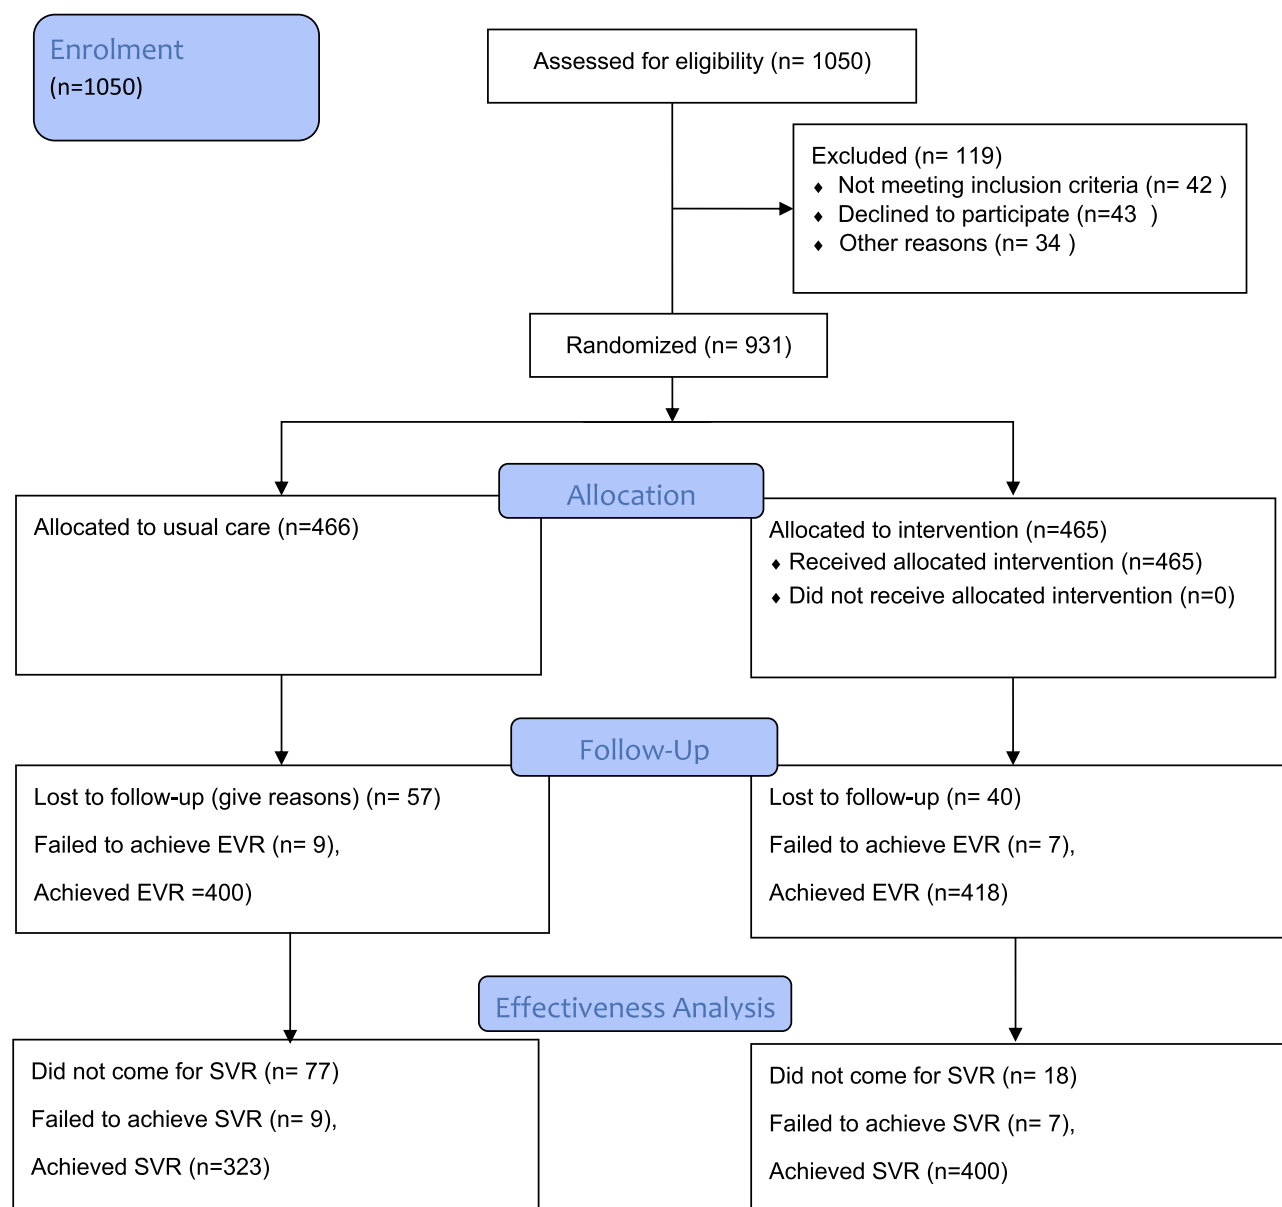 Enrolment
(n=1050)
Assessed for eligibility (n= 1050)
Excluded (n= 119)
♦ Not meeting inclusion criteria (n= 42 )
♦ Declined to participate (n=43 )
♦ Other reasons (n= 34 )
Randomized (n= 931)
Allocation
Allocated to usual care (n=466)
Allocated to intervention (n=465)
♦ Received allocated intervention (n=465)
♦ Did not receive allocated intervention (n=0)
Follow-Up
Lost to follow-up (give reasons) (n= 57)
Failed to achieve EVR (n= 9),
Achieved EVR =400)
Lost to follow-up (n= 40)
Failed to achieve EVR (n= 7),
Achieved EVR (n=418)
Effectiveness Analysis
Did not come for SVR (n= 77)
Failed to achieve SVR (n= 9),
Achieved SVR (n=323)
Did not come for SVR (n= 18)
Failed to achieve SVR (n= 7),
Achieved SVR (n=400)